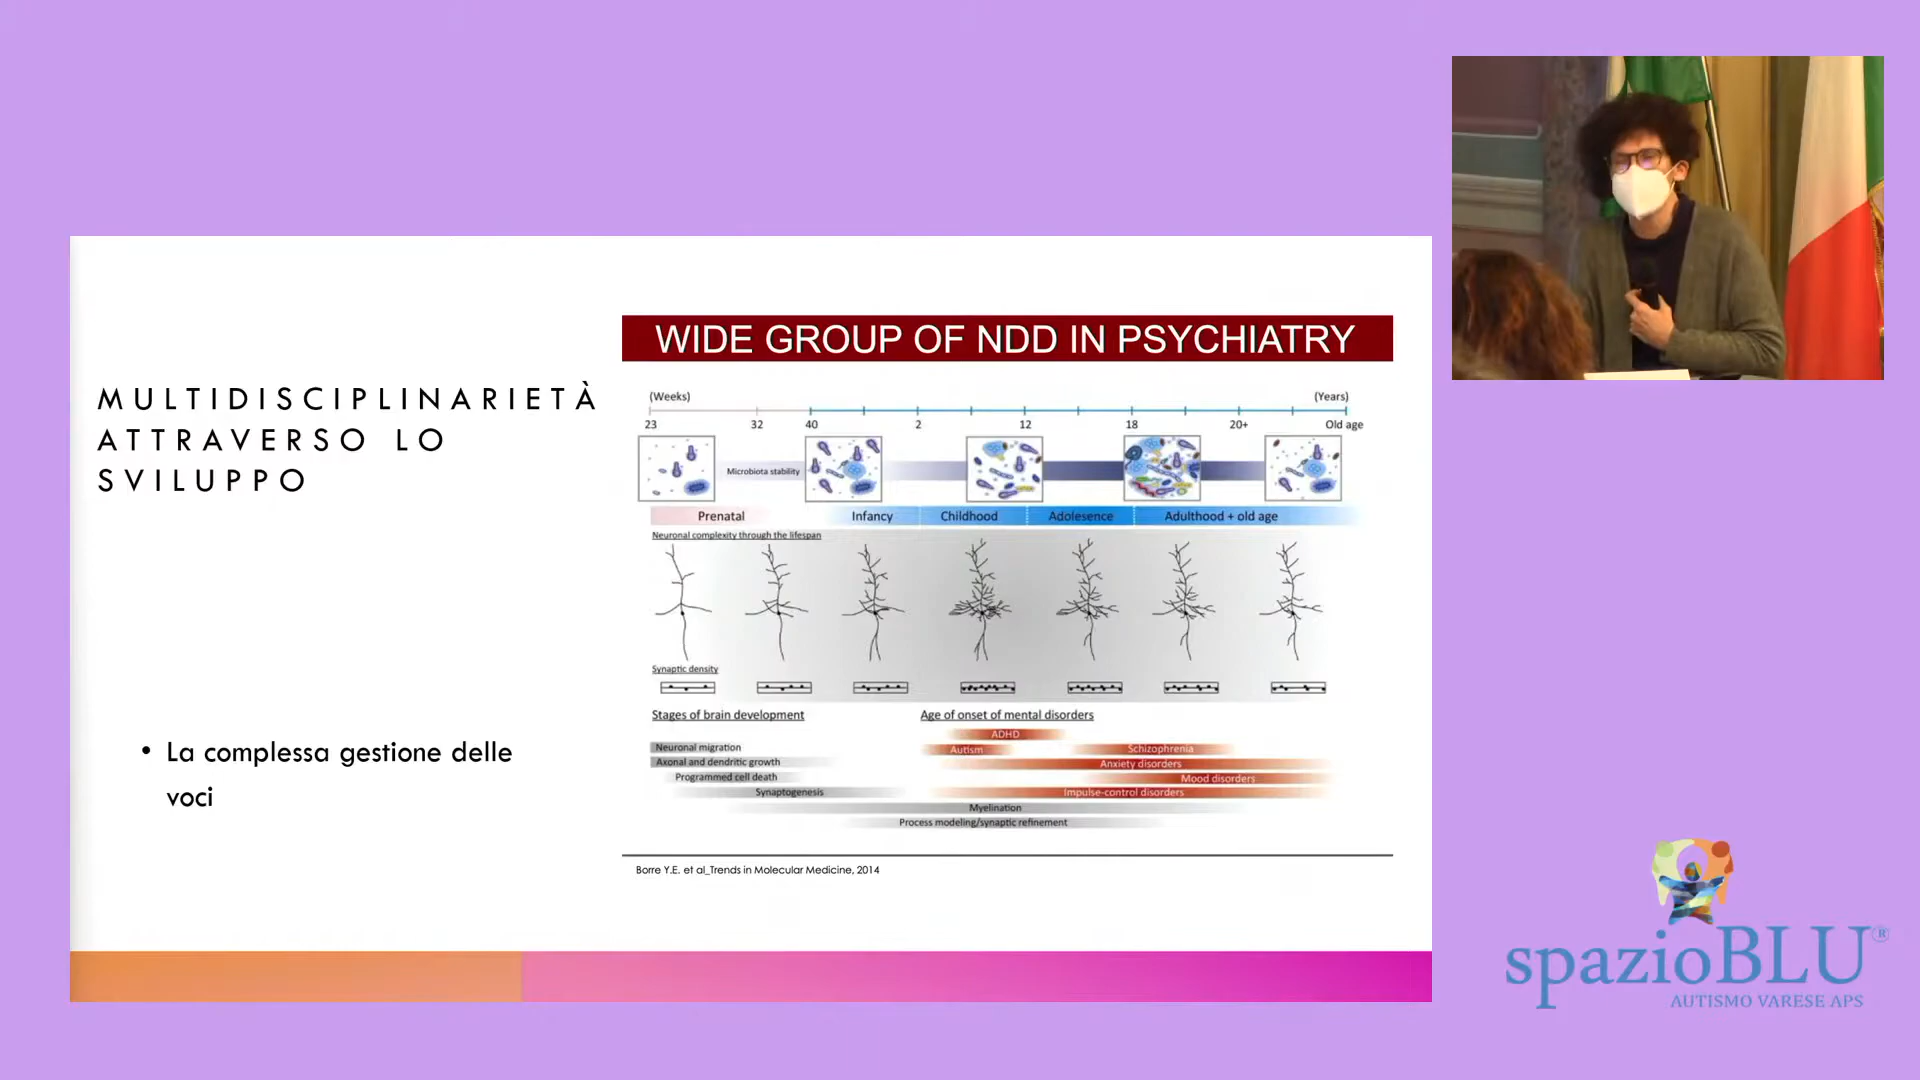 MULTIDISCIPLINARIETÀ
ATTRAVERSO LO
SVILUPPO
• La complessa gestione delle
voci
WIDE GROUP OF NDD IN PSYCHIATRY
(Weeks) (Years)
23 32 40 2 12 18 20+ Old age
Microbiota stability
Prenatal Infancy Childhood Adolesence Adulthood + old age
Neuronal complexity through the lifespan
Synaptic density
Stages of brain development
Neuronal migration
Axonal and dendritic growth
Programmed cell death
Synaptogenesis
Myelination
Process modeling/synaptic refinement
Age of onset of mental disorders
ADHD
Autism Schizophrenia
Anxiety disorders
Mood disorders
Impulse-control disorders
Borre Y.E. et al_Trends in Molecular Medicine, 2014
spazioBLU®
AUTISMO VARESE APS